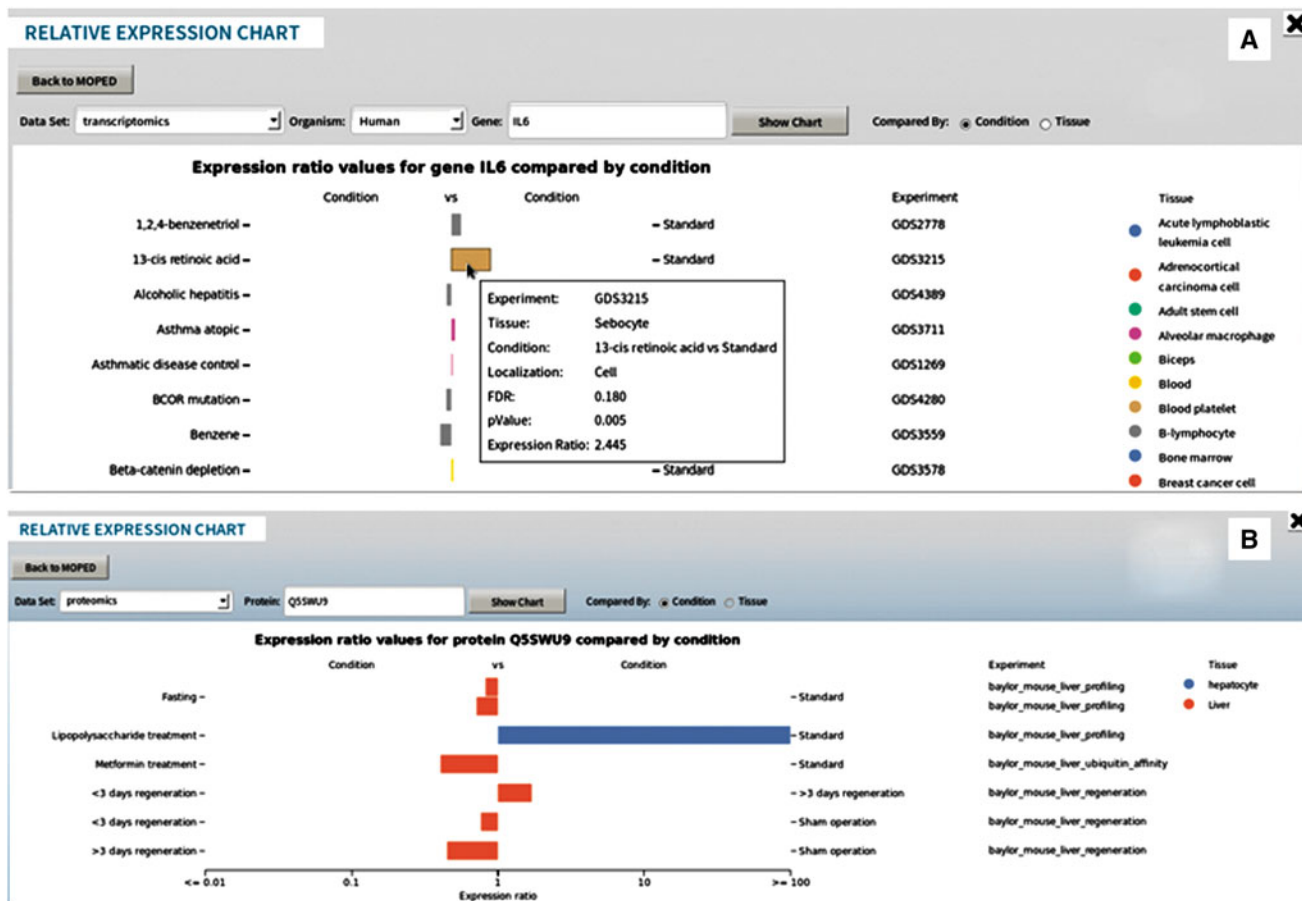 RELATIVE EXPRESSION CHART
A
Back to MOPED
Data Set: transcriptomics Organism: Human Gene: IL6 Show Chart Compared By: Condition Tissue
Expression ratio values for gene IL6 compared by condition
Condition vs Condition Experiment Tissue
1,2,4-benzenetriol – – Standard GDS2778 Acute lymphoblastic
leukemia cell
13-cis retinoic acid – – Standard GDS3215 Adrenocortical
carcinoma cell
Alcoholic hepatitis – GDS4389 Adult stem cell
Asthma atopic – GDS3711 Alveolar macrophage
Asthmatic disease control – GDS1269 Biceps
BCOR mutation – GDS4280 Blood
Benzene – GDS3559 Blood platelet
Beta-catenin depletion – – Standard GDS3578 B-lymphocyte
Bone marrow
Breast cancer cell
Experiment: GDS3215
Tissue: Sebocyte
Condition: 13-cis retinoic acid vs Standard
Localization: Cell
FDR: 0.180
pValue: 0.005
Expression Ratio: 2.445
RELATIVE EXPRESSION CHART
B
Back to MOPED
Data Set: proteomics Protein: Q5SWU9 Show Chart Compared By: Condition Tissue
Expression ratio values for protein Q5SWU9 compared by condition
Condition vs Condition Experiment Tissue
Fasting – – Standard baylor_mouse_liver_profiling hepatocyte
baylor_mouse_liver_profiling Liver
Lipopolysaccharide treatment – – Standard baylor_mouse_liver_profiling
Metformin treatment – – Standard baylor_mouse_liver_ubiquitin_affinity
<3 days regeneration – – >3 days regeneration baylor_mouse_liver_regeneration
<3 days regeneration – – Sham operation baylor_mouse_liver_regeneration
>3 days regeneration – – Sham operation baylor_mouse_liver_regeneration
<= 0.01 0.1 1 10 >= 100
Expression ratio